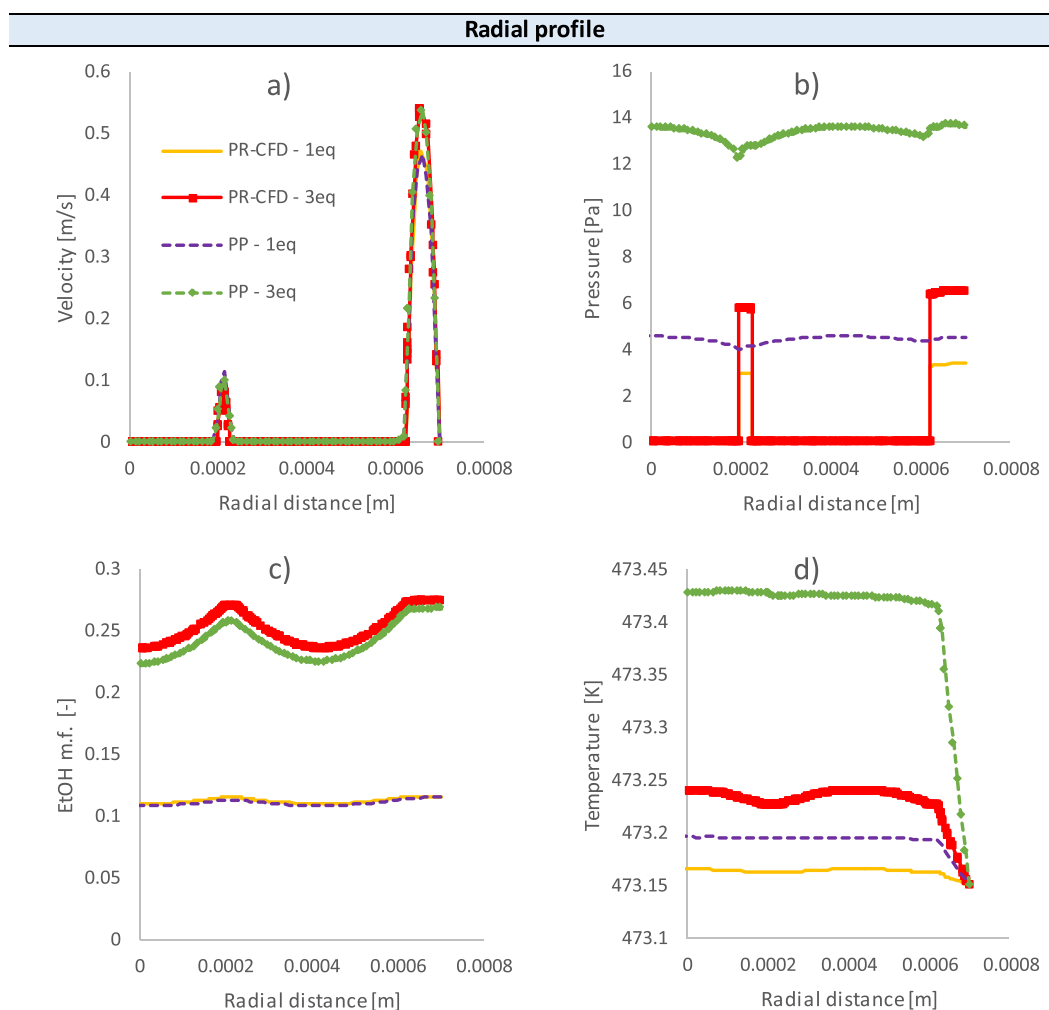 Radial profile
a)
Velocity [m/s]
0.6
0.5
0.4
0.3
0.2
0.1
0
PR-CFD - 1eq
PR-CFD - 3eq
PP - 1eq
PP - 3eq
0 0.0002 0.0004 0.0006 0.0008
Radial distance [m]
b)
Pressure [Pa]
16
14
12
10
8
6
4
2
0
0 0.0002 0.0004 0.0006 0.0008
Radial distance [m]
c)
EtOH m.f. [-]
0.3
0.25
0.2
0.15
0.1
0.05
0
0 0.0002 0.0004 0.0006 0.0008
Radial distance [m]
d)
Temperature [K]
473.45
473.4
473.35
473.3
473.25
473.2
473.15
473.1
0 0.0002 0.0004 0.0006 0.0008
Radial distance [m]